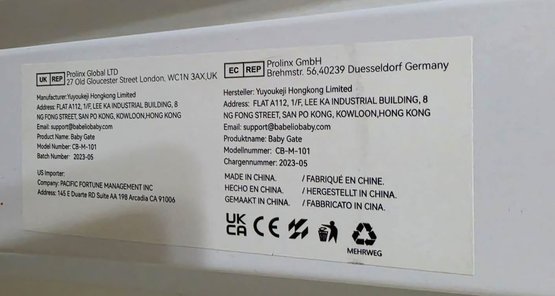 UK REP Prolinx Global LTD
27 Old Gloucester Street London, WC1N 3AX,UK
Manufacturer:Yuyoukeji Hongkong Limited
Address: FLAT A112, 1/F, LEE KA INDUSTRIAL BUILDING, 8
NG FONG STREET, SAN PO KONG, KOWLOON,HONG KONG
Email: support@babeliobaby.com
Product Name: Baby Gate
Model Number: CB-M-101
Batch Number: 2023-05
US Importer:
Company: PACIFIC FORTUNE MANAGEMENT INC
Address: 145 E Duarte RD Suite AA 198 Arcadia CA 91006
EC REP Prolinx GmbH
Brehmstr. 56,40239 Duesseldorf Germany
Hersteller: Yuyoukeji Hongkong Limited
Address: FLAT A112, 1/F, LEE KA INDUSTRIAL BUILDING, 8
NG FONG STREET, SAN PO KONG, KOWLOON,HONG KONG
Email: support@babeliobaby.com
Produktname: Baby Gate
Modellnummer: CB-M-101
Chargennummer: 2023-05
MADE IN CHINA. / FABRIQUÉ EN CHINE.
HECHO EN CHINA. / HERGESTELLT IN CHINA.
GEMAAKT IN CHINA. / FABBRICATO IN CINA.
UK
CA CE
MEHRWEG